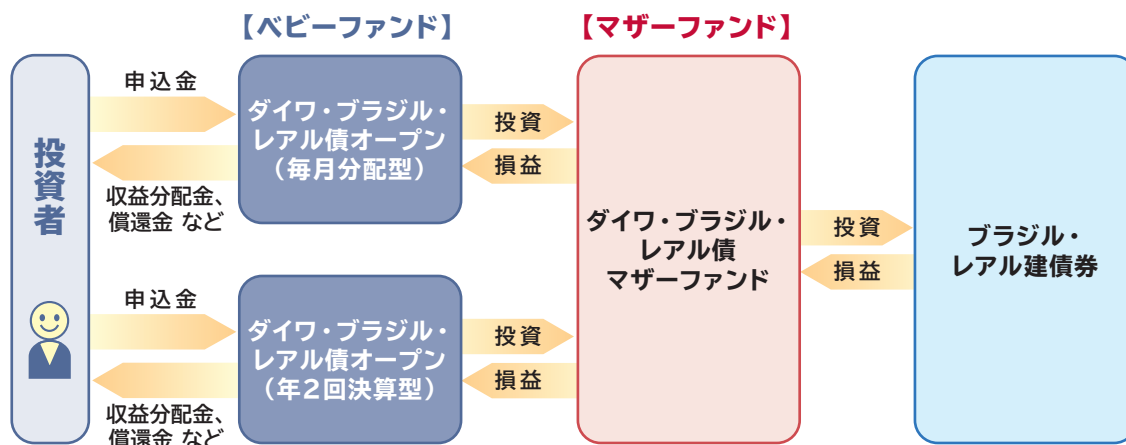 【ベビーファンド】
【マザーファンド】
投資者
申込金
収益分配金、
償還金 など
ダイワ・ブラジル・
レアル債オープン
（毎月分配型）
投資
損益
申込金
収益分配金、
償還金 など
ダイワ・ブラジル・
レアル債オープン
（年2回決算型）
投資
損益
ダイワ・ブラジル・
レアル債
マザーファンド
投資
損益
ブラジル・
レアル建債券